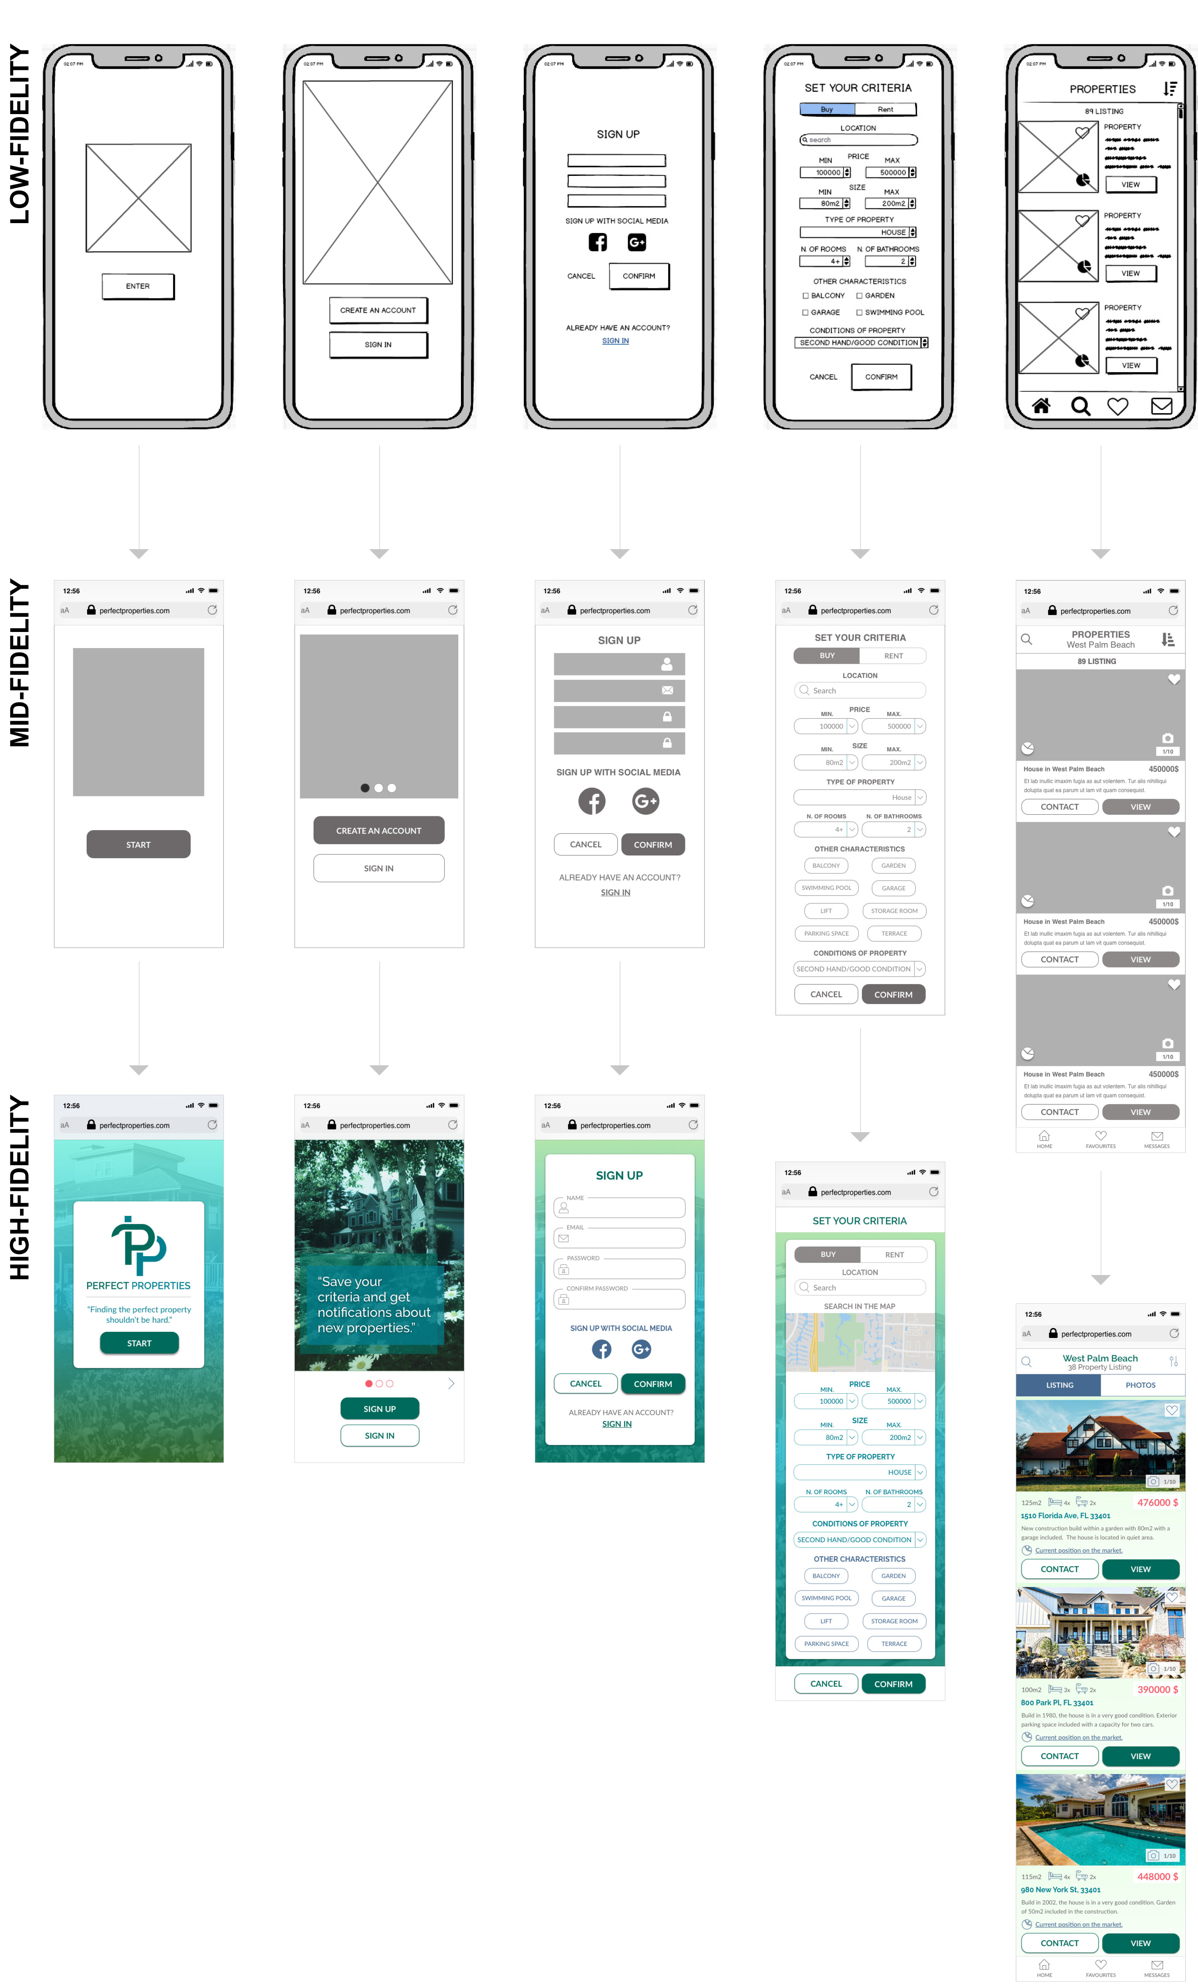 LOW-FIDELITY
02:07 PM
ENTER
02:07 PM
CREATE AN ACCOUNT
SIGN IN
02:07 PM
SIGN UP
SIGN UP WITH SOCIAL MEDIA
CANCEL CONFIRM
ALREADY HAVE AN ACCOUNT?
SIGN IN
02:07 PM
SET YOUR CRITERIA
Buy Rent
LOCATION
search
PRICE
MIN MAX
100000 500000
SIZE
MIN MAX
80m2 200m2
TYPE OF PROPERTY
HOUSE
N. OF ROOMS N. OF BATHROOMS
4+ 2
OTHER CHARACTERISTICS
BALCONY GARDEN
GARAGE SWIMMING POOL
CONDITIONS OF PROPERTY
SECOND HAND/GOOD CONDITION
CANCEL CONFIRM
02:07 PM
PROPERTIES
89 LISTING
PROPERTY
VIEW
PROPERTY
VIEW
PROPERTY
VIEW
MID-FIDELITY
12:56
aA perfectproperties.com
START
12:56
aA perfectproperties.com
CREATE AN ACCOUNT
SIGN IN
12:56
aA perfectproperties.com
SIGN UP
SIGN UP WITH SOCIAL MEDIA
CANCEL CONFIRM
ALREADY HAVE AN ACCOUNT?
SIGN IN
12:56
aA perfectproperties.com
SET YOUR CRITERIA
BUY RENT
LOCATION
Search
PRICE
MIN. MAX.
100000 500000
SIZE
MIN. MAX.
80m2 200m2
TYPE OF PROPERTY
House
N. OF ROOMS N. OF BATHROOMS
4+ 2
OTHER CHARACTERISTICS
BALCONY GARDEN
SWIMMING POOL GARAGE
LIFT STORAGE ROOM
PARKING SPACE TERRACE
CONDITIONS OF PROPERTY
SECOND HAND/GOOD CONDITION
CANCEL CONFIRM
12:56
aA perfectproperties.com
PROPERTIES
West Palm Beach
89 LISTING
1/10
House in West Palm Beach 450000$
Et lab inullic imaxim fugia as aut volentem. Tur alis nihilliqui
dolupta quat ea parum ut lam vit quam consequist.
CONTACT VIEW
1/10
House in West Palm Beach 450000$
Et lab inullic imaxim fugia as aut volentem. Tur alis nihilliqui
dolupta quat ea parum ut lam vit quam consequist.
CONTACT VIEW
1/10
House in West Palm Beach 450000$
Et lab inullic imaxim fugia as aut volentem. Tur alis nihilliqui
dolupta quat ea parum ut lam vit quam consequist.
CONTACT VIEW
HOME FAVOURITES MESSAGES
HIGH-FIDELITY
12:56
aA perfectproperties.com
PERFECT PROPERTIES
"Finding the perfect property
shouldn't be hard."
START
12:56
aA perfectproperties.com
"Save your
criteria and get
notifications about
new properties."
SIGN UP
SIGN IN
12:56
aA perfectproperties.com
SIGN UP
NAME
EMAIL
PASSWORD
CONFIRM PASSWORD
SIGN UP WITH SOCIAL MEDIA
CANCEL CONFIRM
ALREADY HAVE AN ACCOUNT?
SIGN IN
12:56
aA perfectproperties.com
SET YOUR CRITERIA
BUY RENT
LOCATION
Search
SEARCH IN THE MAP
PRICE
MIN. MAX.
100000 500000
SIZE
MIN. MAX.
80m2 200m2
TYPE OF PROPERTY
HOUSE
N. OF ROOMS N. OF BATHROOMS
4+ 2
CONDITIONS OF PROPERTY
SECOND HAND/GOOD CONDITION
OTHER CHARACTERISTICS
BALCONY GARDEN
SWIMMING POOL GARAGE
LIFT STORAGE ROOM
PARKING SPACE TERRACE
CANCEL CONFIRM
12:56
aA perfectproperties.com
West Palm Beach
38 Property Listing
LISTING PHOTOS
1/10
125m2 4x 2x 476000 $
1510 Florida Ave, FL 33401
New construction build within a garden with 80m2 with a
garage included. The house is located in quiet area.
Current position on the market.
CONTACT VIEW
1/10
100m2 3x 2x 390000 $
800 Park Pl, FL 33401
Build in 1980, the house is in a very good condition. Exterior
parking space included with a capacity for two cars.
Current position on the market.
CONTACT VIEW
1/10
115m2 4x 2x 448000 $
980 New York St, 33401
Build in 2002, the house is in a very good condition. Garden
of 50m2 included in the construction.
Current position on the market.
CONTACT VIEW
HOME FAVOURITES MESSAGES